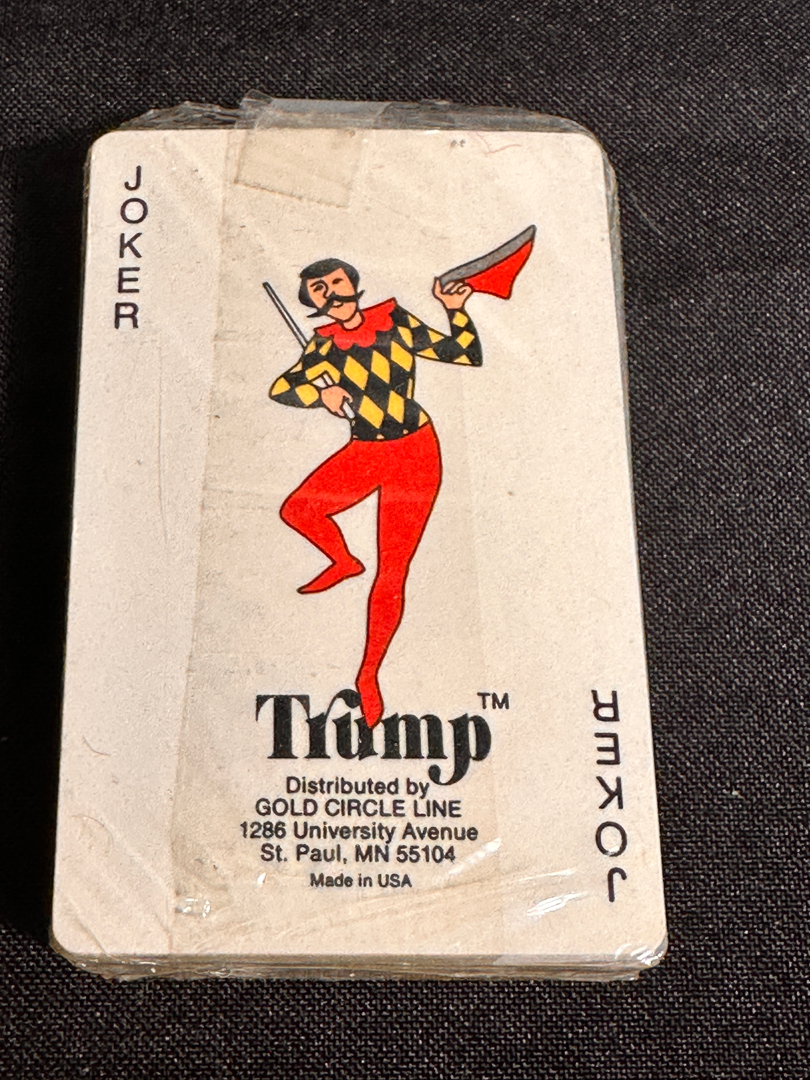 JOKER
Trump™
Distributed by
GOLD CIRCLE LINE
1286 University Avenue
St. Paul, MN 55104
Made in USA
JOKER